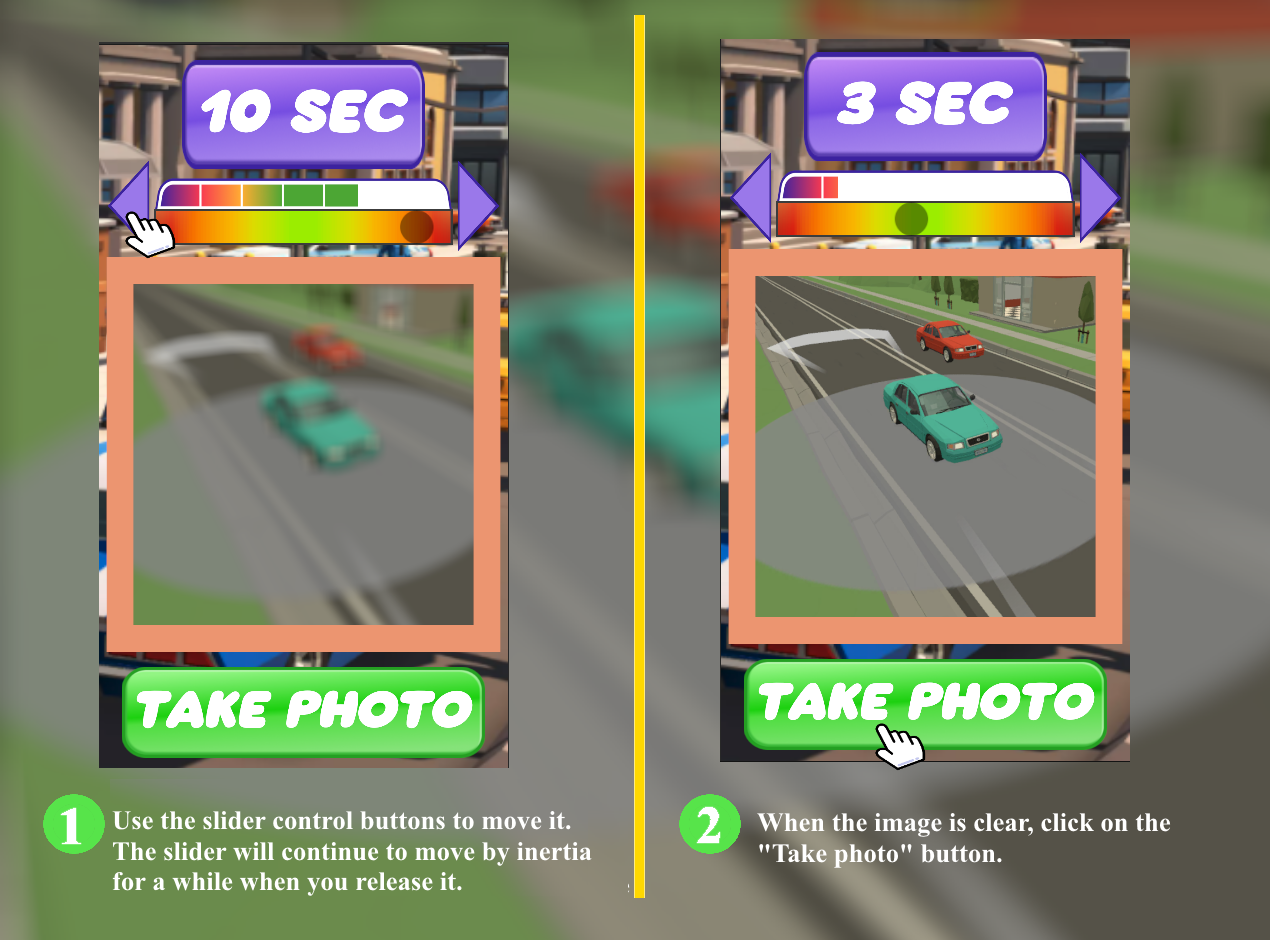 10 SEC
TAKE PHOTO
1
Use the slider control buttons to move it.
The slider will continue to move by inertia
for a while when you release it.
3 SEC
TAKE PHOTO
2
When the image is clear, click on the
"Take photo" button.